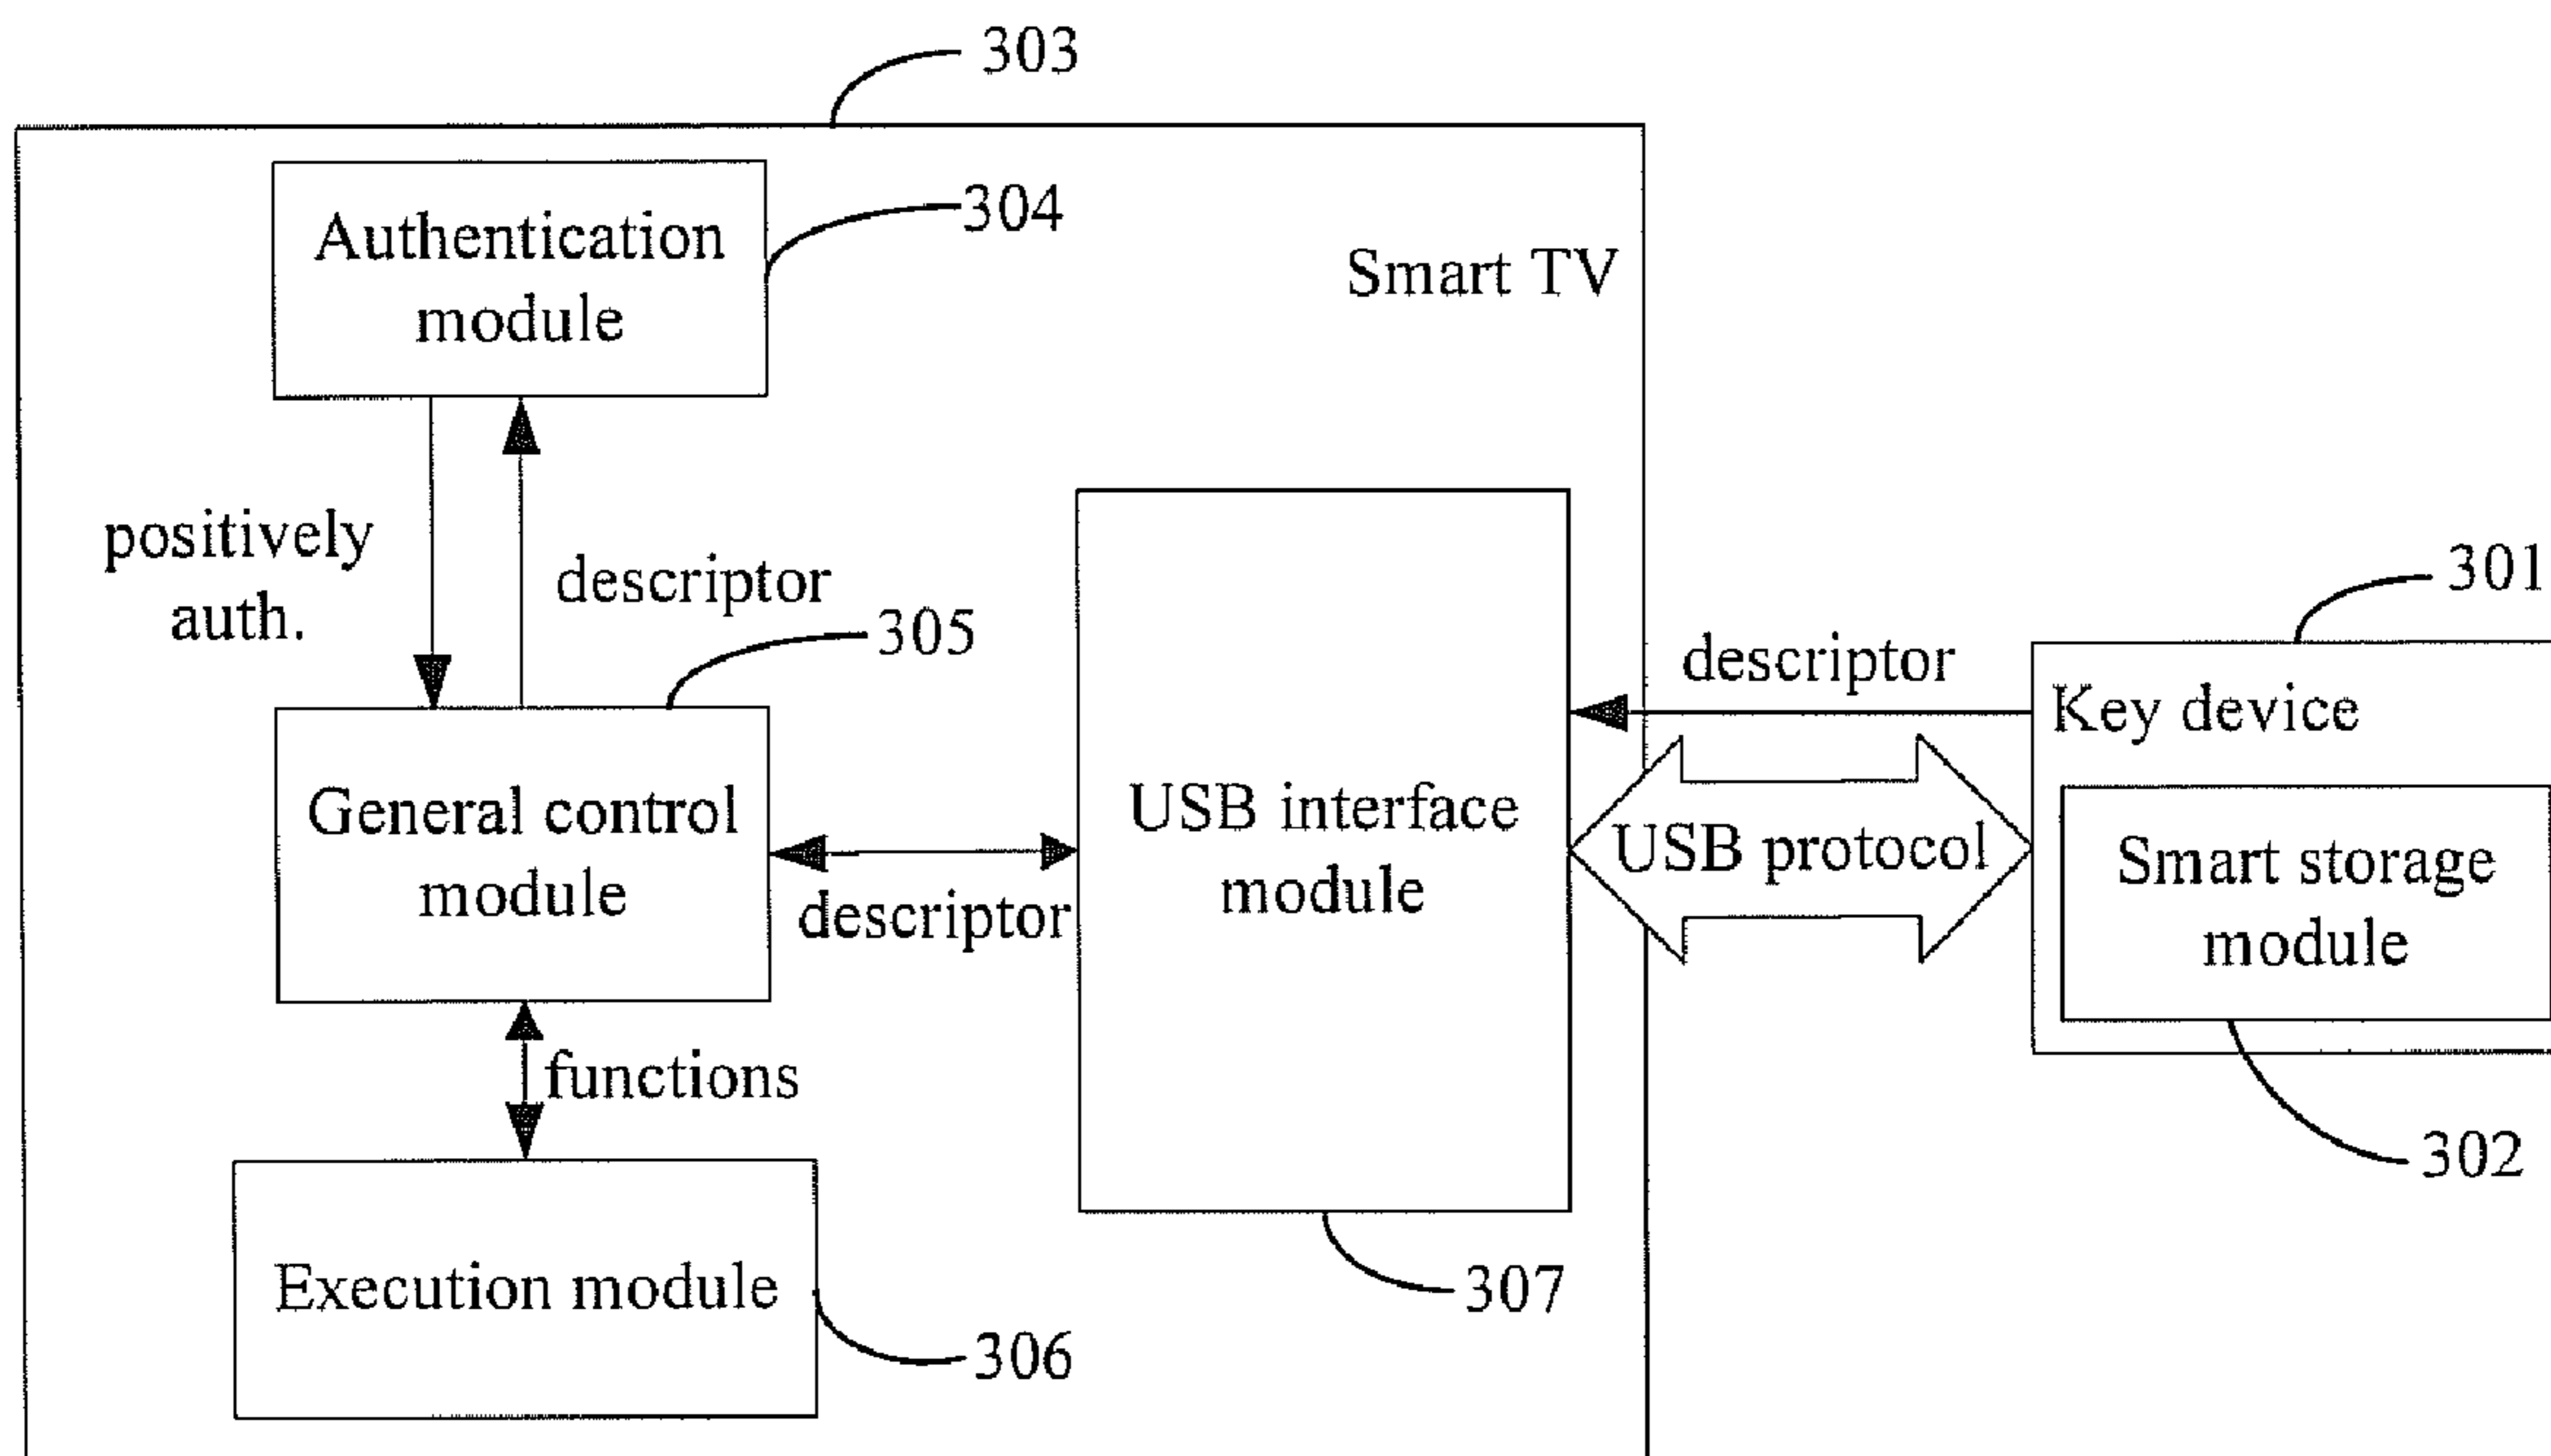 303
Authentication
module
304
Smart TV
positively
auth.
descriptor
305
301
descriptor
Key device
General control
module
USB interface
module
USB protocol
Smart storage
module
descriptor
functions
302
Execution module
307
306